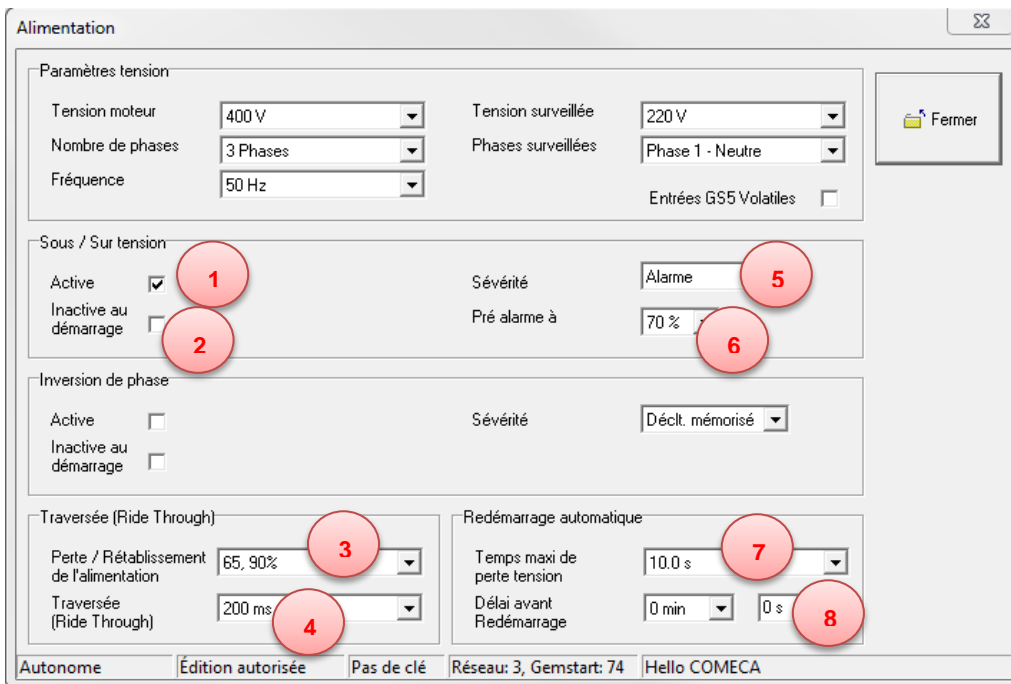 Alimentation
Paramètres tension
Tension moteur 400 V Tension surveillée 220 V
Nombre de phases 3 Phases Phases surveillées Phase 1 - Neutre
Fréquence 50 Hz
Entrées GS5 Volatiles
Fermer
Sous / Sur tension
Active 1 Sévérité Alarme 5
Inactive au
démarrage 2 Pré alarme à 70 % 6
Inversion de phase
Active Sévérité Déclt. mémorisé
Inactive au
démarrage
Traversée (Ride Through)
Perte / Rétablissement
de l'alimentation 65, 90% 3
Traversée
(Ride Through) 200 ms 4
Redémarrage automatique
Temps maxi de
perte tension 10.0 s 7
Délai avant
Redémarrage 0 min 0 s 8
Autonome Édition autorisée Pas de clé Réseau: 3, Gemstart: 74 Hello COMECA